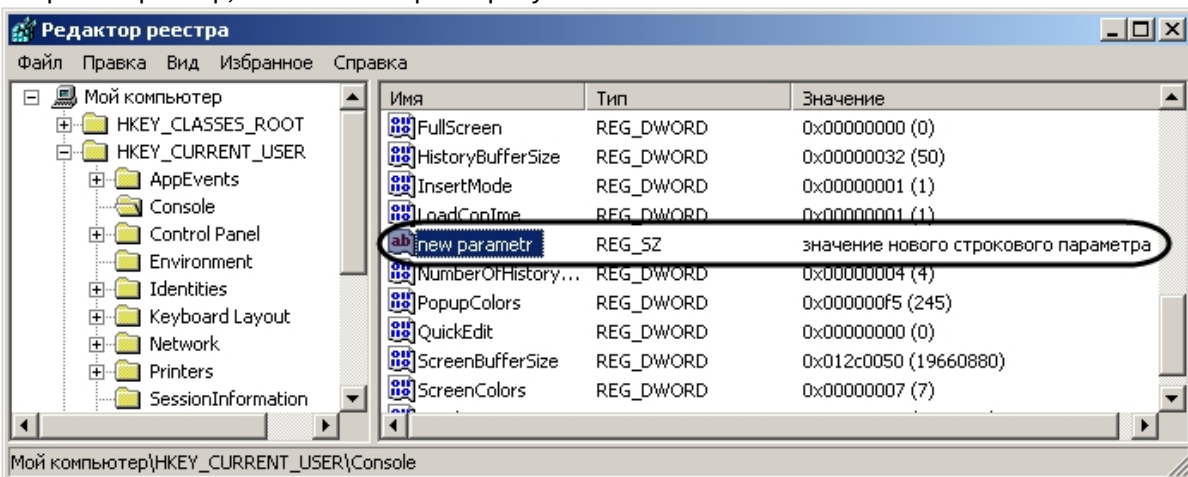 Редактор реестра
Файл Правка Вид Избранное Справка
Мой компьютер
HKEY_CLASSES_ROOT
HKEY_CURRENT_USER
AppEvents
Console
Control Panel
Environment
Identities
Keyboard Layout
Network
Printers
SessionInformation
Имя Тип Значение
FullScreen REG_DWORD 0x00000000 (0)
HistoryBufferSize REG_DWORD 0x00000032 (50)
InsertMode REG_DWORD 0x00000001 (1)
LoadConIme REG_DWORD 0x00000001 (1)
ab new parametr REG_SZ значение нового строкового параметра
NumberOfHistory... REG_DWORD 0x00000004 (4)
PopupColors REG_DWORD 0x000000f5 (245)
QuickEdit REG_DWORD 0x00000000 (0)
ScreenBufferSize REG_DWORD 0x012c0050 (19660880)
ScreenColors REG_DWORD 0x00000007 (7)
Мой компьютер\HKEY_CURRENT_USER\Console